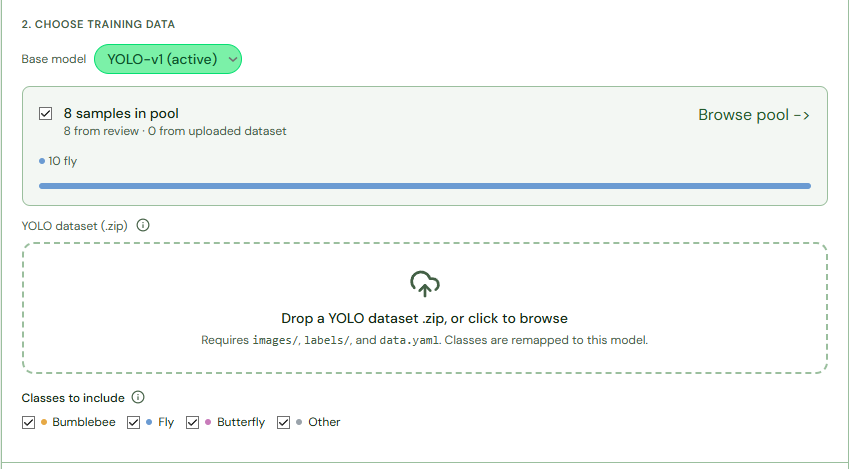 2. CHOOSE TRAINING DATA
Base model YOLO-v1 (active)
8 samples in pool Browse pool ->
8 from review · 0 from uploaded dataset
10 fly
YOLO dataset (.zip)
Drop a YOLO dataset .zip, or click to browse
Requires images/, labels/, and data.yaml. Classes are remapped to this model.
Classes to include
Bumblebee Fly Butterfly Other